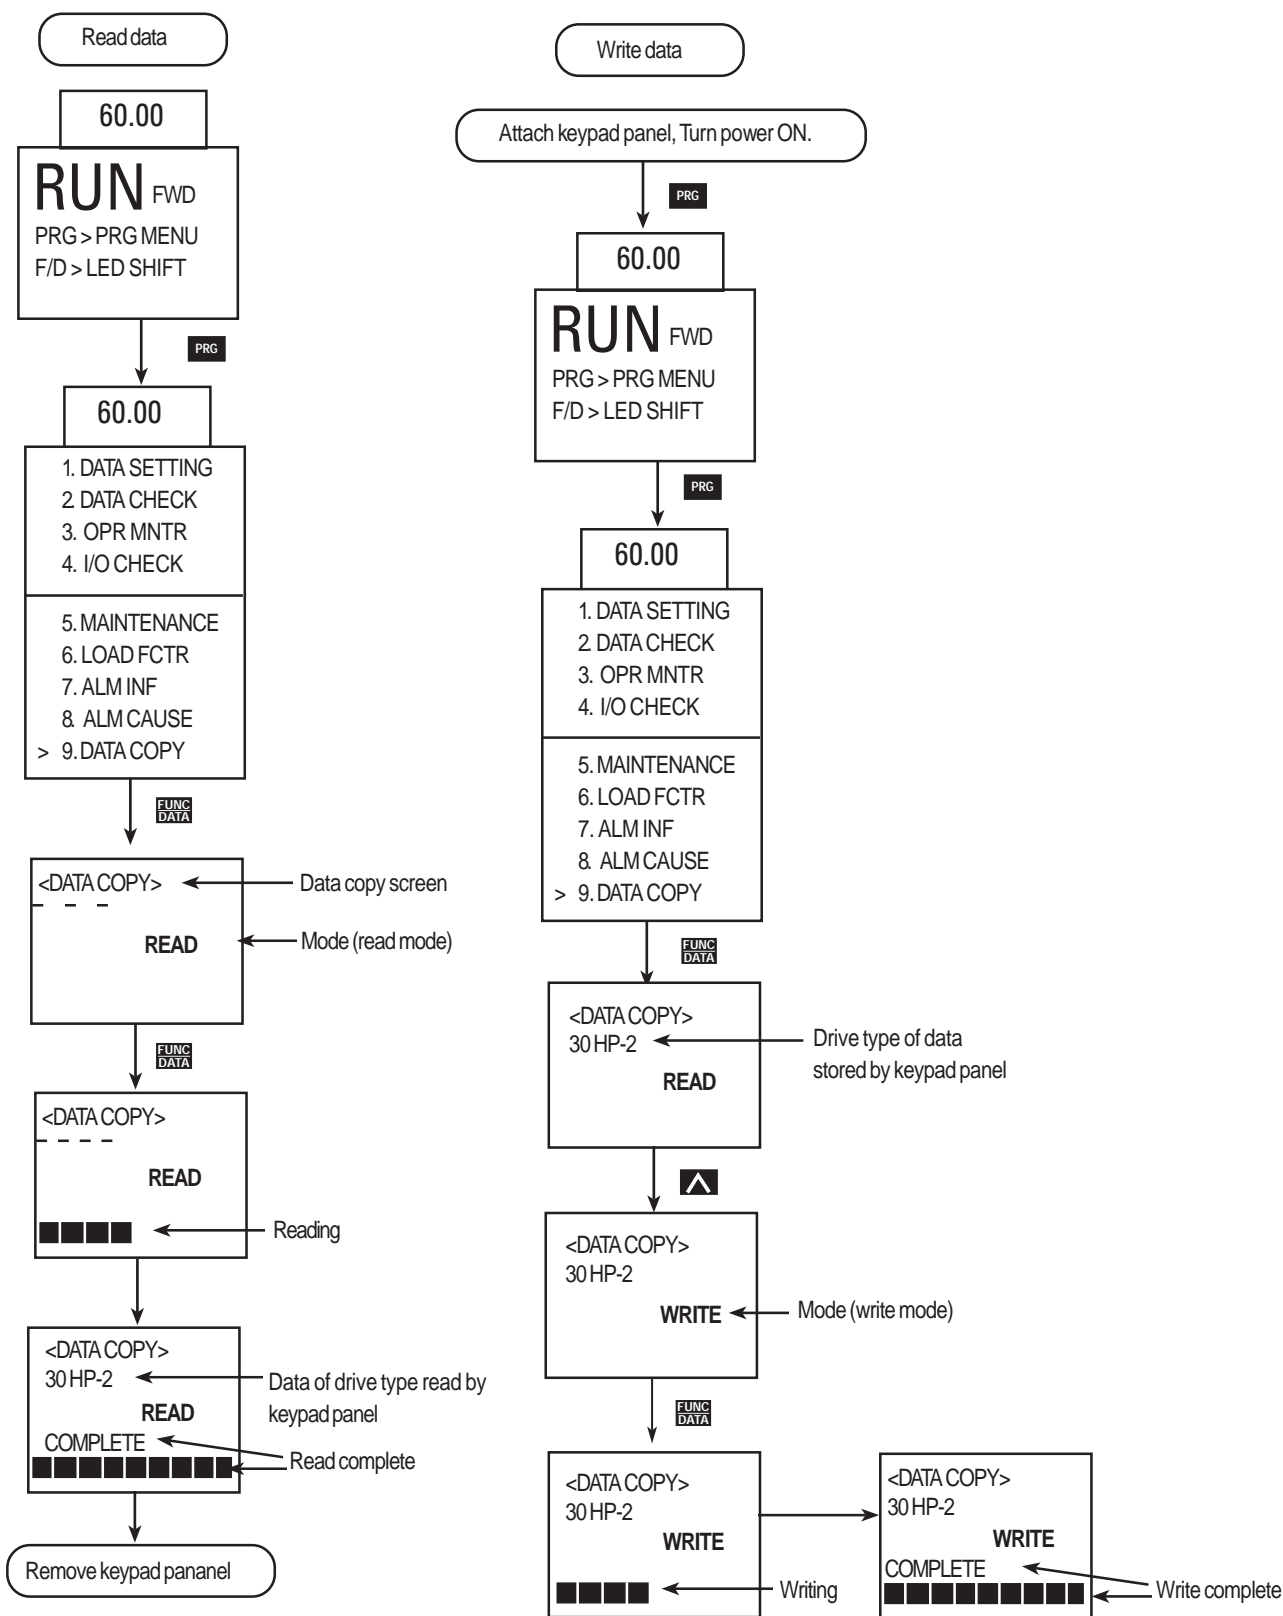 Read data
60.00
RUN FWD
PRG > PRG MENU
F/D > LED SHIFT
PRG
60.00
1. DATA SETTING
2. DATA CHECK
3. OPR MNTR
4. I/O CHECK
5. MAINTENANCE
6. LOAD FCTR
7. ALM INF
8. ALM CAUSE
> 9. DATA COPY
FUNC
DATA
<DATA COPY>
Data copy screen
_ _ _
READ
Mode (read mode)
FUNC
DATA
<DATA COPY>
_ _ _ _
READ
Reading
<DATA COPY>
30 HP-2
Data of drive type read by
keypad panel
READ
COMPLETE
Read complete
Remove keypad pananel
Write data
Attach keypad panel, Turn power ON.
PRG
60.00
RUN FWD
PRG > PRG MENU
F/D > LED SHIFT
PRG
60.00
1. DATA SETTING
2. DATA CHECK
3. OPR MNTR
4. I/O CHECK
5. MAINTENANCE
6. LOAD FCTR
7. ALM INF
8. ALM CAUSE
> 9. DATA COPY
FUNC
DATA
<DATA COPY>
30 HP-2
Drive type of data
stored by keypad panel
READ
<DATA COPY>
30 HP-2
WRITE
Mode (write mode)
FUNC
DATA
<DATA COPY>
30 HP-2
WRITE
Writing
<DATA COPY>
30 HP-2
WRITE
COMPLETE
Write complete